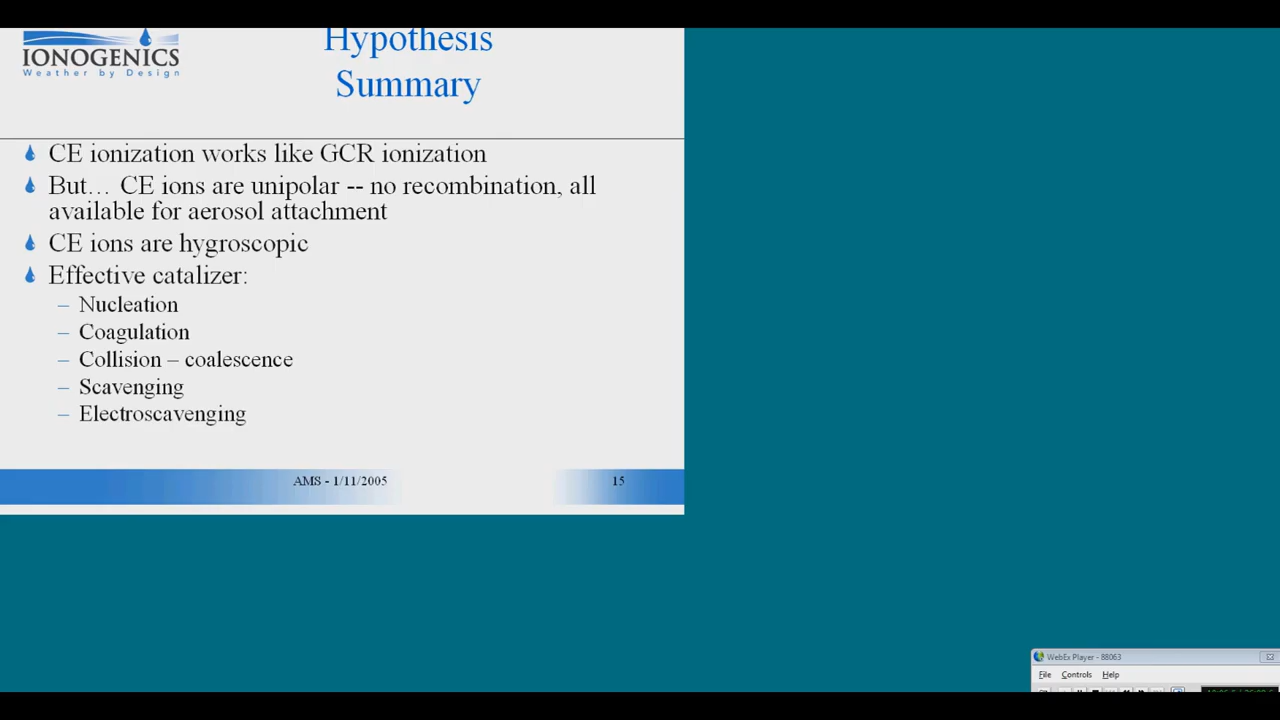 Hypothesis
Summary
IONOGENICS
Weather by Design
CE ionization works like GCR ionization
But... CE ions are unipolar -- no recombination, all
available for aerosol attachment
CE ions are hygroscopic
Effective catalizer:
– Nucleation
– Coagulation
– Collision – coalescence
– Scavenging
– Electroscavenging
AMS - 1/11/2005
15
WebEx Player - 88063
File Controls Help